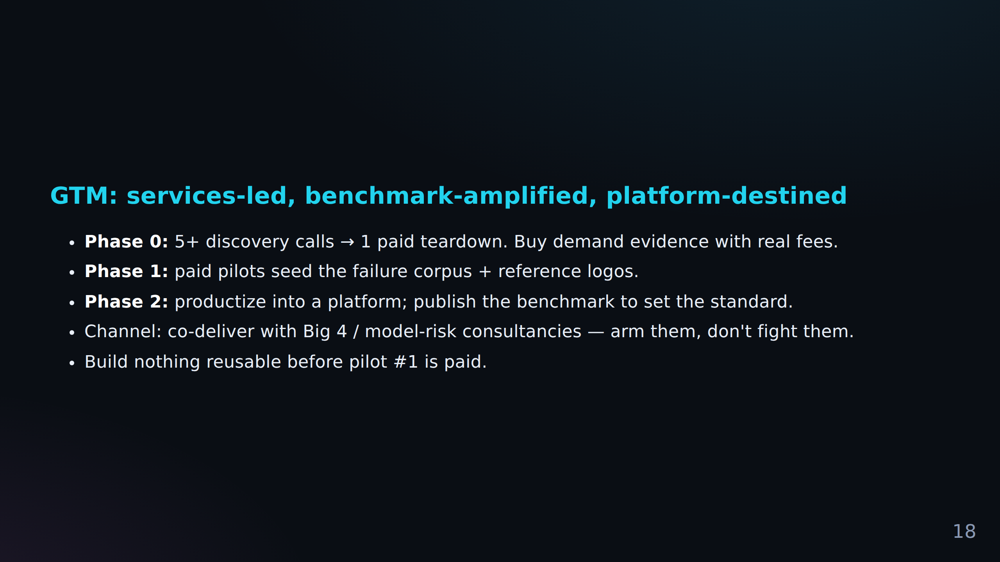 GTM: services-led, benchmark-amplified, platform-destined
• Phase 0: 5+ discovery calls → 1 paid teardown. Buy demand evidence with real fees.
• Phase 1: paid pilots seed the failure corpus + reference logos.
• Phase 2: productize into a platform; publish the benchmark to set the standard.
• Channel: co-deliver with Big 4 / model-risk consultancies — arm them, don't fight them.
• Build nothing reusable before pilot #1 is paid.
18